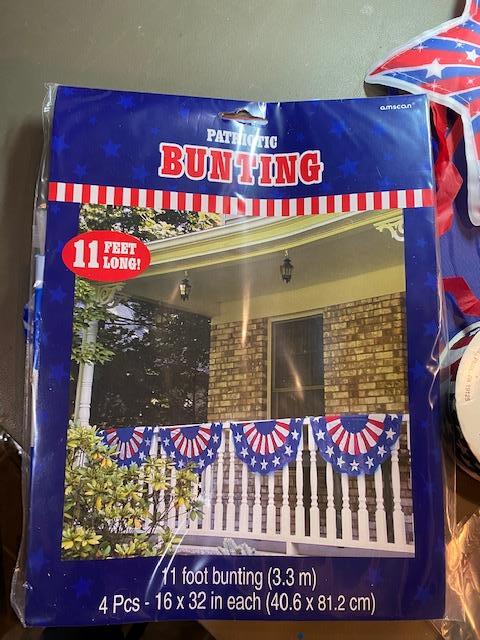 amscan
PATRIOTIC
BUNTING
11 FEET
LONG!
11 foot bunting (3.3 m)
4 Pcs - 16 x 32 in each (40.6 x 81.2 cm)